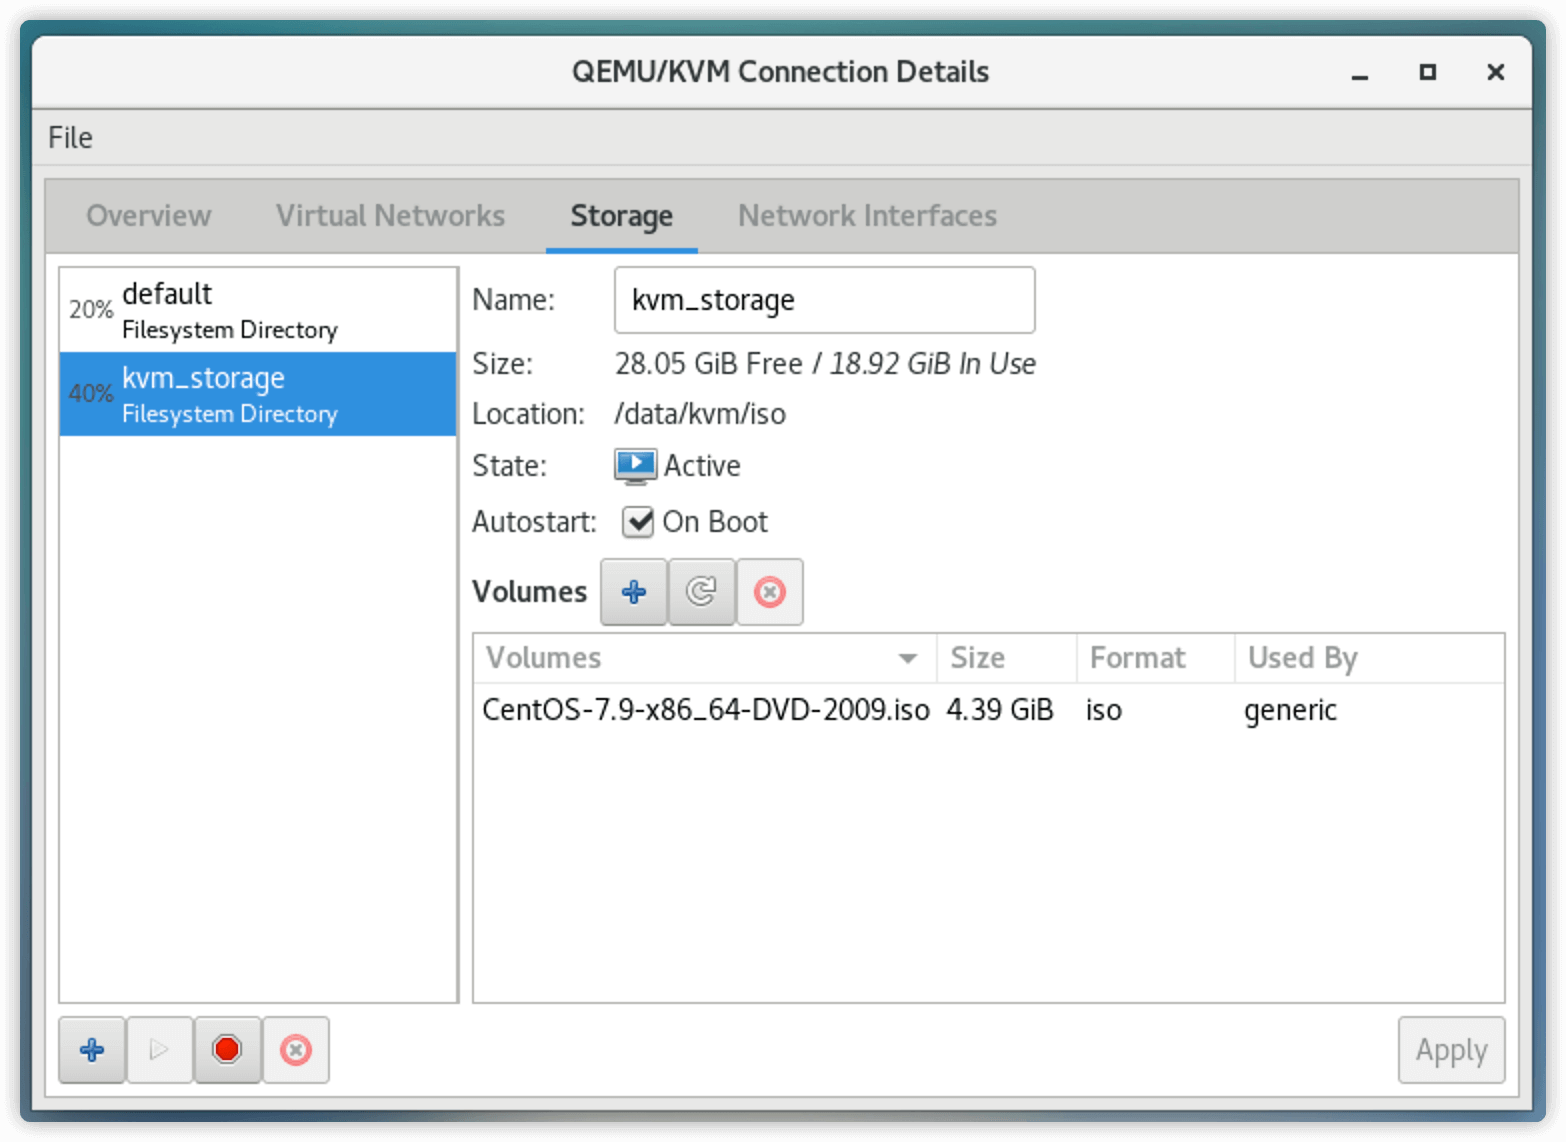 QEMU/KVM Connection Details
File
Overview Virtual Networks Storage Network Interfaces
20% default
Filesystem Directory
40% kvm_storage
Filesystem Directory
Name: kvm_storage
Size: 28.05 GiB Free / 18.92 GiB In Use
Location: /data/kvm/iso
State: Active
Autostart: On Boot
Volumes
Volumes Size Format Used By
CentOS-7.9-x86_64-DVD-2009.iso 4.39 GiB iso generic
Apply